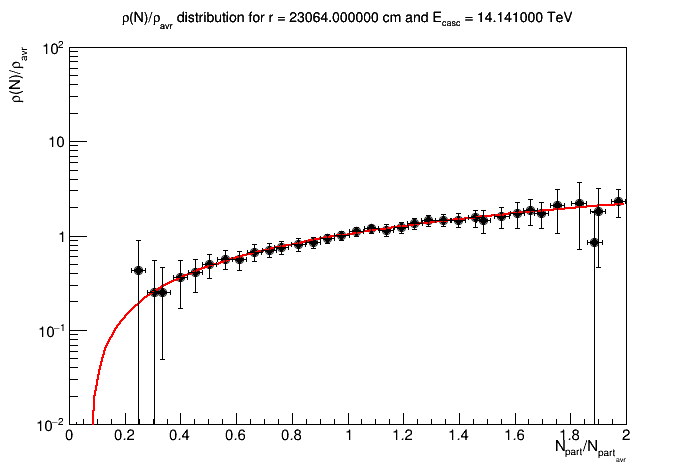 ρ(N)/ρavr distribution for r = 23064.000000 cm and Ecasc = 14.141000 TeV
ρ(N)/ρavr
10²
10
1
10⁻¹
10⁻²
0 0.2 0.4 0.6 0.8 1 1.2 1.4 1.6 1.8 2
Npart/Npartavr